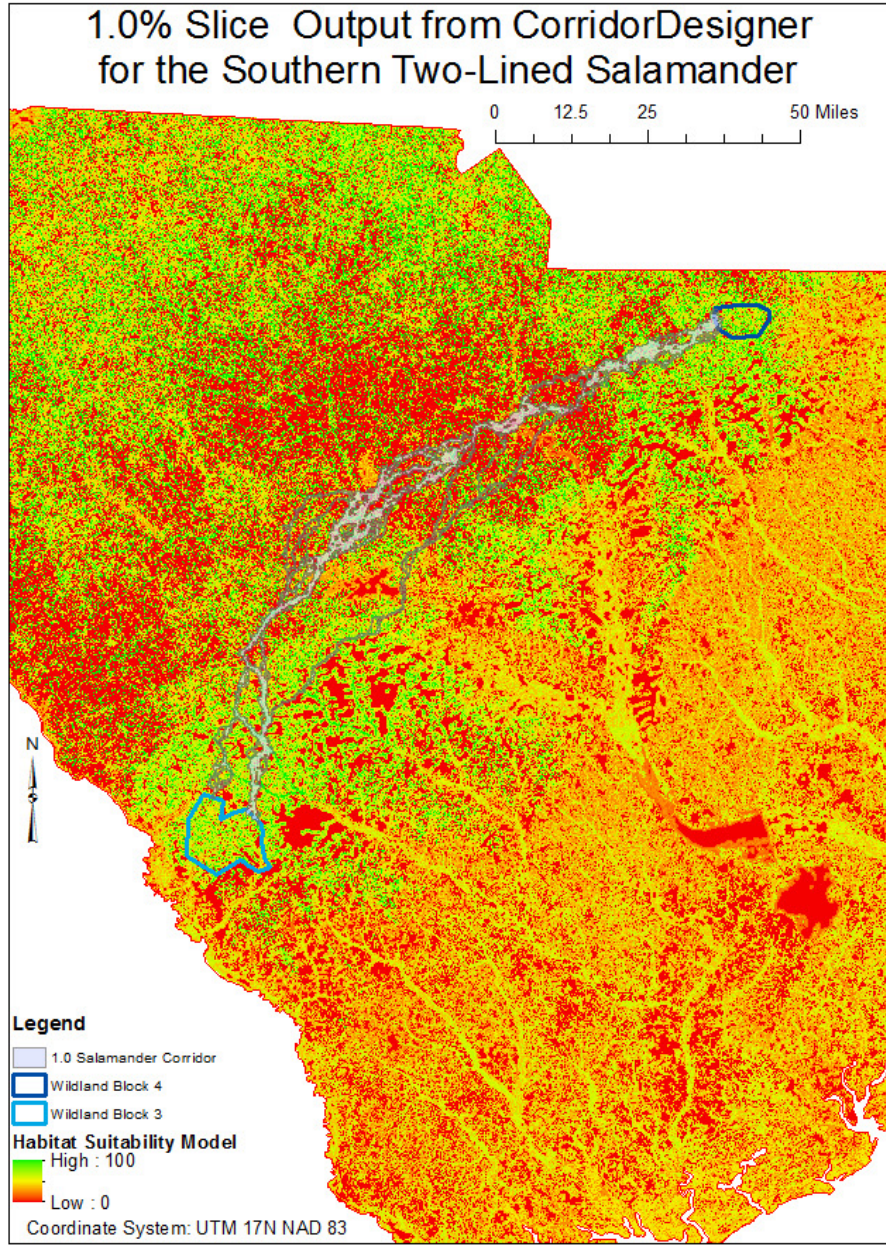 1.0% Slice Output from CorridorDesigner
for the Southern Two-Lined Salamander
0 12.5 25 50 Miles
N
Legend
1.0 Salamander Corridor
Wildland Block 4
Wildland Block 3
Habitat Suitability Model
High : 100
Low : 0
Coordinate System: UTM 17N NAD 83